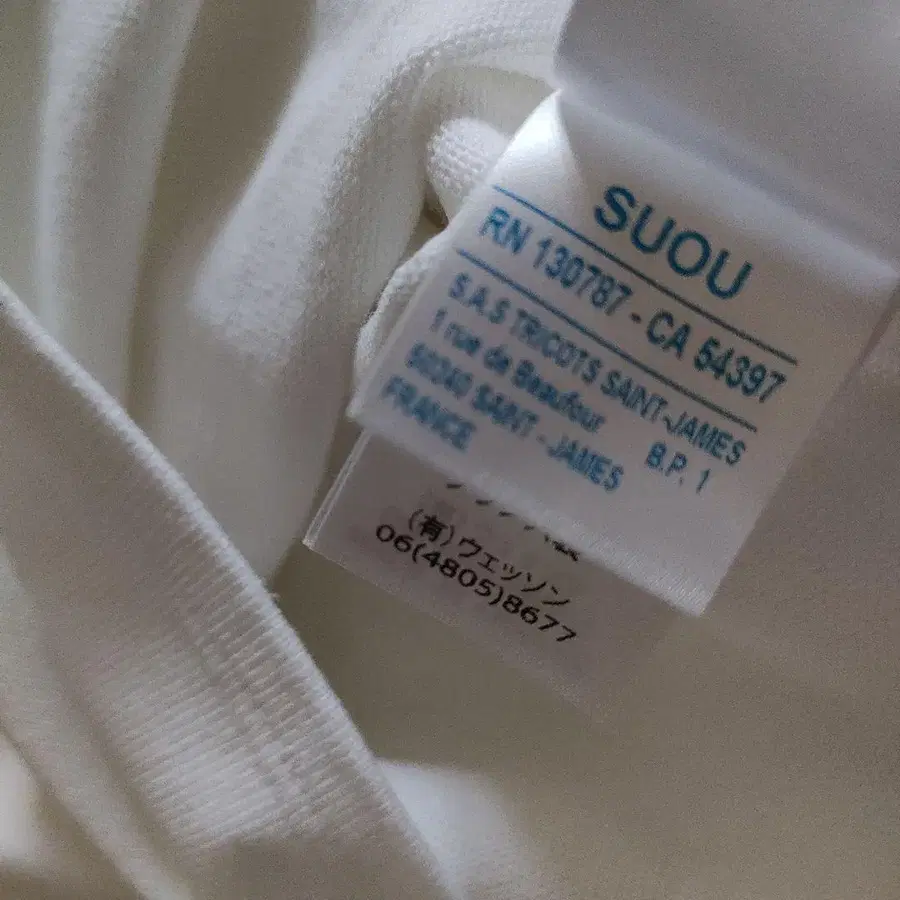 SUOU
RN 130787 - CA 54397
S.A.S TRICOTS SAINT-JAMES
1 rue de Beaufour B.P. 1
50240 SAINT - JAMES
FRANCE
(有)ウェッソン
06(4805)8677